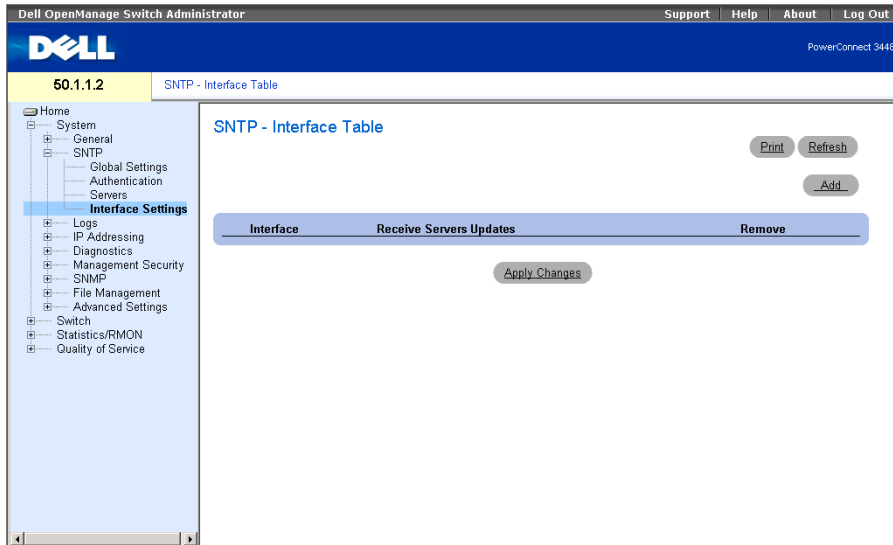 Dell OpenManage Switch Administrator
Support Help About Log Out
DELL
PowerConnect 3448
50.1.1.2
SNTP - Interface Table
Home
System
General
SNTP
Global Settings
Authentication
Servers
Interface Settings
Logs
IP Addressing
Diagnostics
Management Security
SNMP
File Management
Advanced Settings
Switch
Statistics/RMON
Quality of Service
SNTP - Interface Table
Print Refresh
Add
Interface Receive Servers Updates Remove
Apply Changes